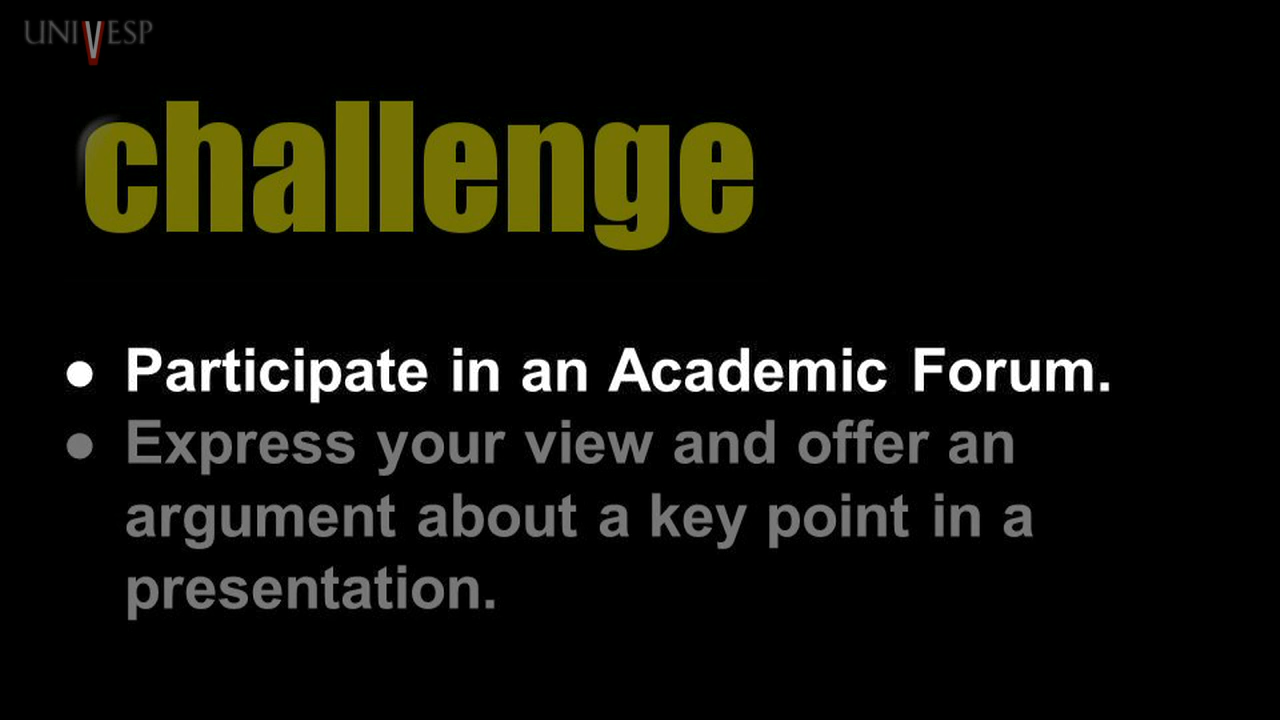 UNIVESP
challenge
● Participate in an Academic Forum.
● Express your view and offer an
argument about a key point in a
presentation.